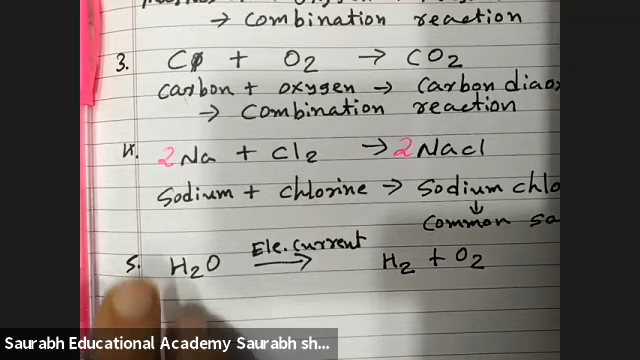 → combination reaction
3. C + O2 → CO2
carbon + oxygen → Carbon diaox
→ combination reaction
4. 2Na + Cl2 → 2Nacl
Sodium + chlorine → Sodium chlo
↓
Common sa
5. H2O Ele. current → H2 + O2
Saurabh Educational Academy Saurabh sh...